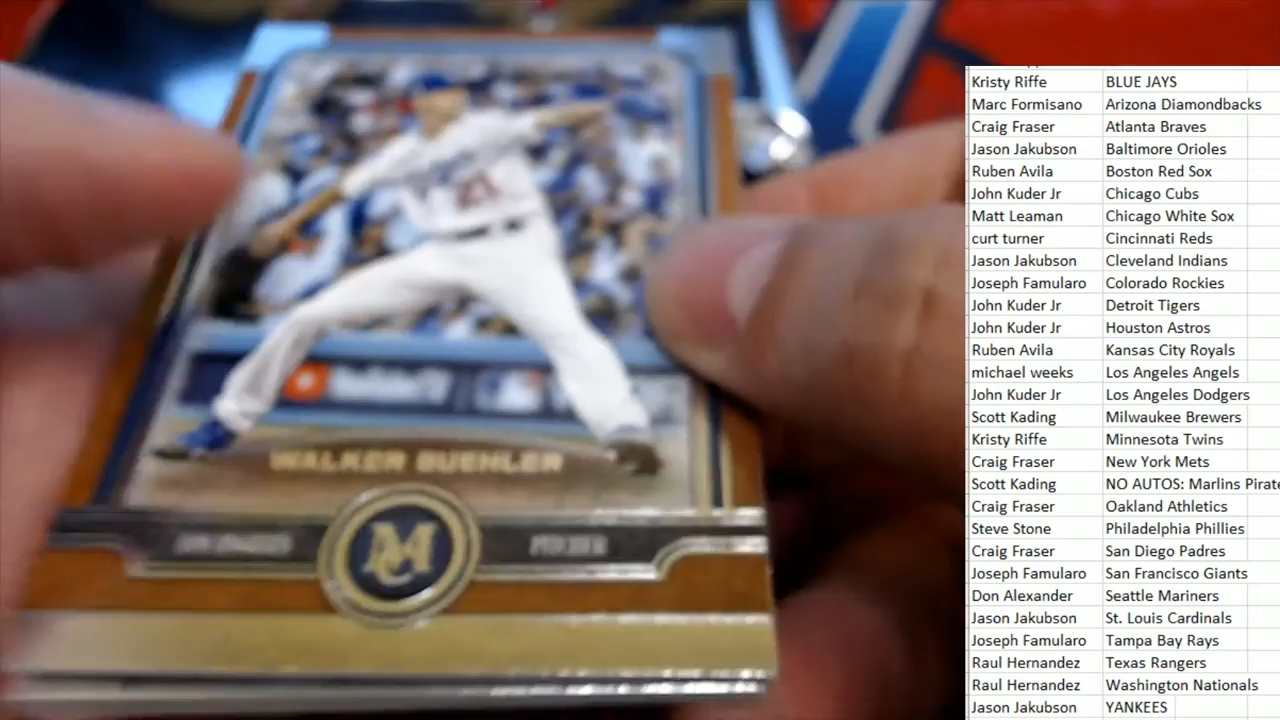 21
WALKER BUEHLER
MC
Kristy Riffe BLUE JAYS
Marc Formisano Arizona Diamondbacks
Craig Fraser Atlanta Braves
Jason Jakubson Baltimore Orioles
Ruben Avila Boston Red Sox
John Kuder Jr Chicago Cubs
Matt Leaman Chicago White Sox
curt turner Cincinnati Reds
Jason Jakubson Cleveland Indians
Joseph Famularo Colorado Rockies
John Kuder Jr Detroit Tigers
John Kuder Jr Houston Astros
Ruben Avila Kansas City Royals
michael weeks Los Angeles Angels
John Kuder Jr Los Angeles Dodgers
Scott Kading Milwaukee Brewers
Kristy Riffe Minnesota Twins
Craig Fraser New York Mets
Scott Kading NO AUTOS: Marlins Pirate
Craig Fraser Oakland Athletics
Steve Stone Philadelphia Phillies
Craig Fraser San Diego Padres
Joseph Famularo San Francisco Giants
Don Alexander Seattle Mariners
Jason Jakubson St. Louis Cardinals
Joseph Famularo Tampa Bay Rays
Raul Hernandez Texas Rangers
Raul Hernandez Washington Nationals
Jason Jakubson YANKEES